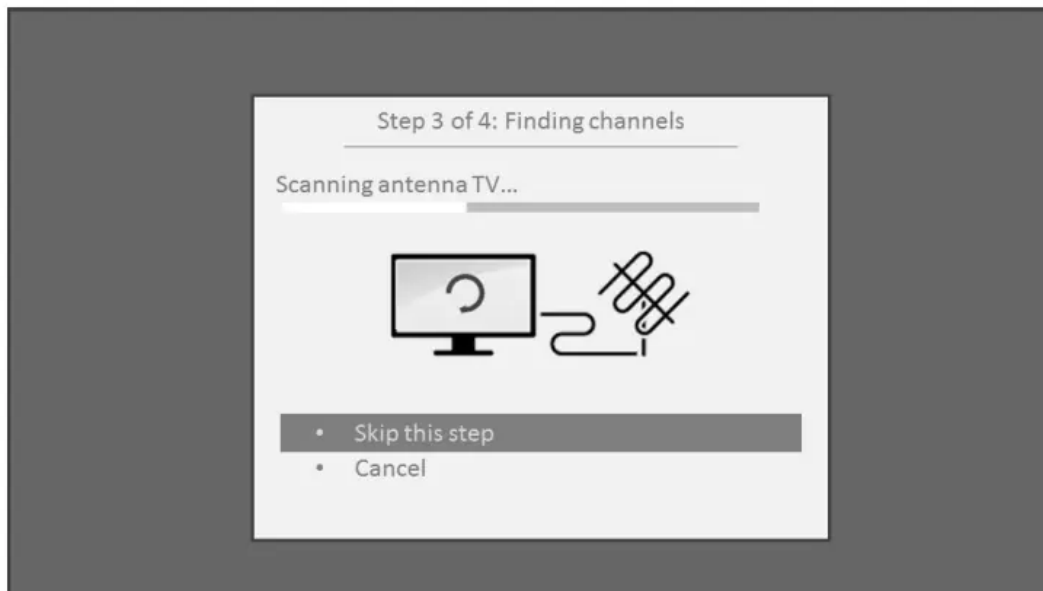 Step 3 of 4: Finding channels
Scanning antenna TV...
• Skip this step
• Cancel